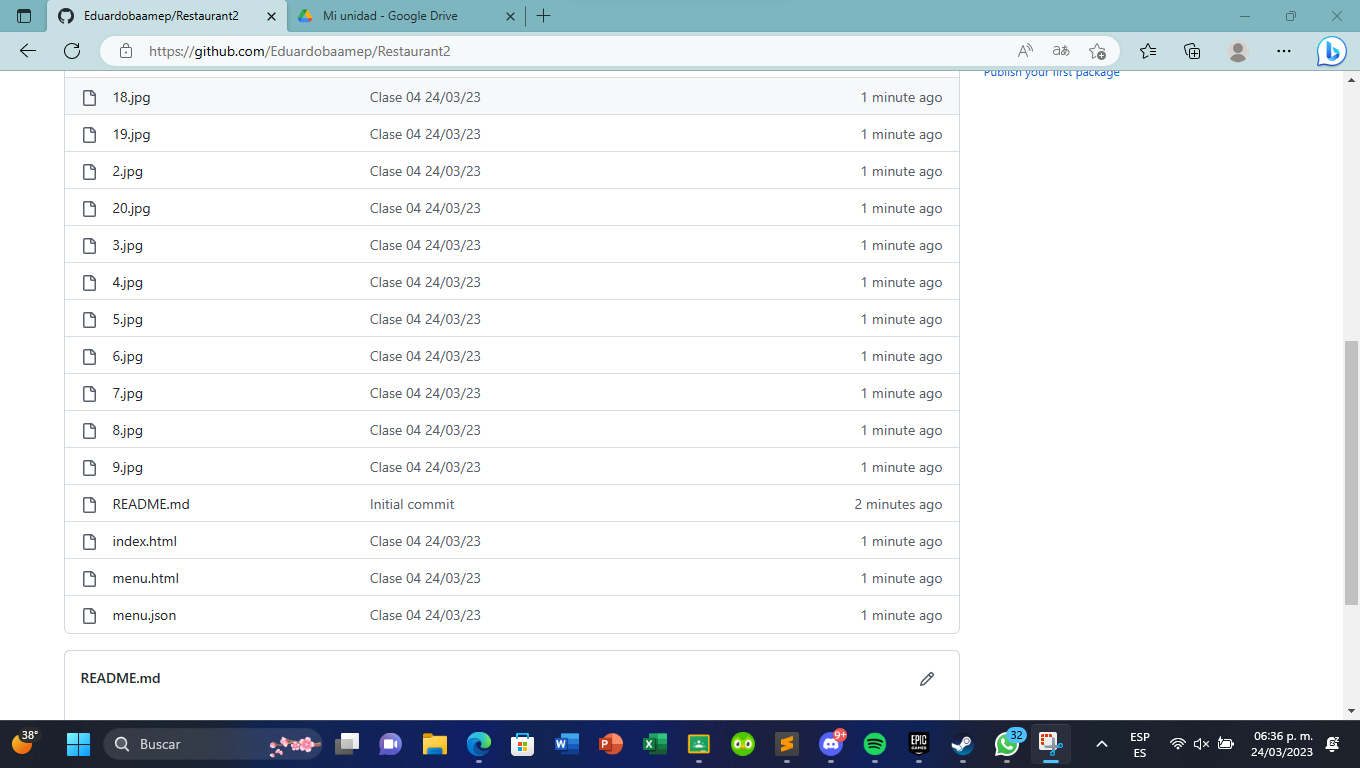 Eduardobaamep/Restaurant2
Mi unidad - Google Drive
https://github.com/Eduardobaamep/Restaurant2
Publish your first package
18.jpg Clase 04 24/03/23 1 minute ago
19.jpg Clase 04 24/03/23 1 minute ago
2.jpg Clase 04 24/03/23 1 minute ago
20.jpg Clase 04 24/03/23 1 minute ago
3.jpg Clase 04 24/03/23 1 minute ago
4.jpg Clase 04 24/03/23 1 minute ago
5.jpg Clase 04 24/03/23 1 minute ago
6.jpg Clase 04 24/03/23 1 minute ago
7.jpg Clase 04 24/03/23 1 minute ago
8.jpg Clase 04 24/03/23 1 minute ago
9.jpg Clase 04 24/03/23 1 minute ago
README.md Initial commit 2 minutes ago
index.html Clase 04 24/03/23 1 minute ago
menu.html Clase 04 24/03/23 1 minute ago
menu.json Clase 04 24/03/23 1 minute ago
README.md
38°
Buscar
9+
EPIC GAMES
32
ESP
ES
06:36 p. m.
24/03/2023